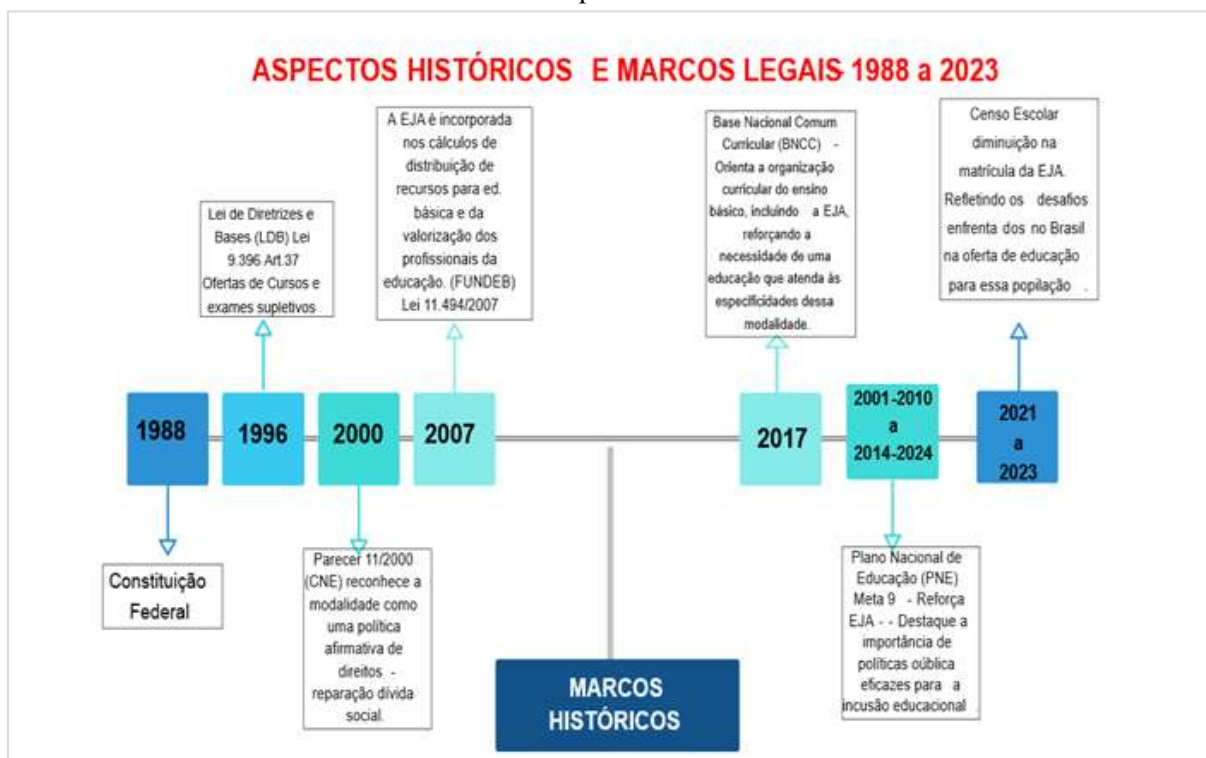 ASPECTOS HISTÓRICOS E MARCOS LEGAIS 1988 a 2023
Lei de Diretrizes e
Bases (LDB) Lei
9.396 Art.37
Ofertas de Cursos e
exames supletivos
A EJA é incorporada
nos cálculos de
distribuição de
recursos para ed.
básica e da
valorização dos
profissionais da
educação. (FUNDEB)
Lei 11.494/2007
Base Nacional Comum
Curricular (BNCC) -
Orienta a organização
curricular do ensino
básico, incluindo a EJA,
reforçando a
necessidade de uma
educação que atenda às
especificidades dessa
modalidade.
Censo Escolar
diminuição na
matrícula da EJA.
Refletindo os desafios
enfrenta dos no Brasil
na oferta de educação
para essa popilação .
1988
1996
2000
2007
2017
2001-2010
a
2014-2024
2021
a
2023
Constituição
Federal
Parecer 11/2000
(CNE) reconhece a
modalidade como
uma política
afirmativa de
direitos -
reparação dívida
social.
Plano Nacional de
Educação (PNE)
Meta 9 - Reforça
EJA - - Destaque a
importância de
políticas oública
eficazes para a
incusão educacional .
MARCOS
HISTÓRICOS